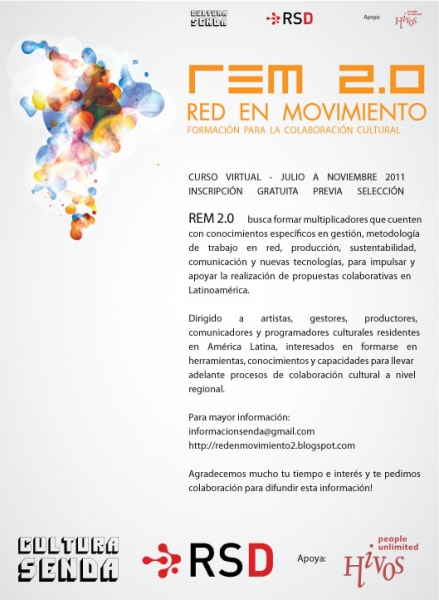 CULTURA
SENDA
RSD
Apoya:
people
unlimited
Hivos
REM 2.0
RED EN MOVIMIENTO
FORMACIÓN PARA LA COLABORACIÓN CULTURAL
CURSO VIRTUAL - JULIO A NOVIEMBRE 2011
INSCRIPCIÓN GRATUITA PREVIA SELECCIÓN
REM 2.0 busca formar multiplicadores que cuenten
con conocimientos específicos en gestión, metodología
de trabajo en red, producción, sustentabilidad,
comunicación y nuevas tecnologías, para impulsar y
apoyar la realización de propuestas colaborativas en
Latinoamérica.
Dirigido a artistas, gestores, productores,
comunicadores y programadores culturales residentes
en América Latina, interesados en formarse en
herramientas, conocimientos y capacidades para llevar
adelante procesos de colaboración cultural a nivel
regional.
Para mayor información:
informacionsenda@gmail.com
http://redenmovimiento2.blogspot.com
Agradecemos mucho tu tiempo e interés y te pedimos
colaboración para difundir esta información!
CULTURA
SENDA
RSD
Apoya:
people
unlimited
Hivos